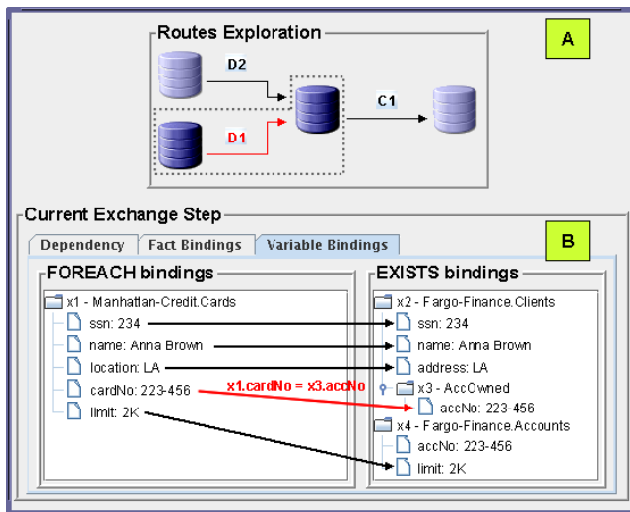 Routes Exploration
A
D2
C1
D1
Current Exchange Step
Dependency Fact Bindings Variable Bindings
B
FOREACH bindings
x1 - Manhattan-Credit.Cards
ssn: 234
name: Anna Brown
location: LA
cardNo: 223-456
limit: 2K
x1.cardNo = x3.accNo
EXISTS bindings
x2 - Fargo-Finance.Clients
ssn: 234
name: Anna Brown
address: LA
x3 - AccOwned
accNo: 223-456
x4 - Fargo-Finance.Accounts
accNo: 223-456
limit: 2K